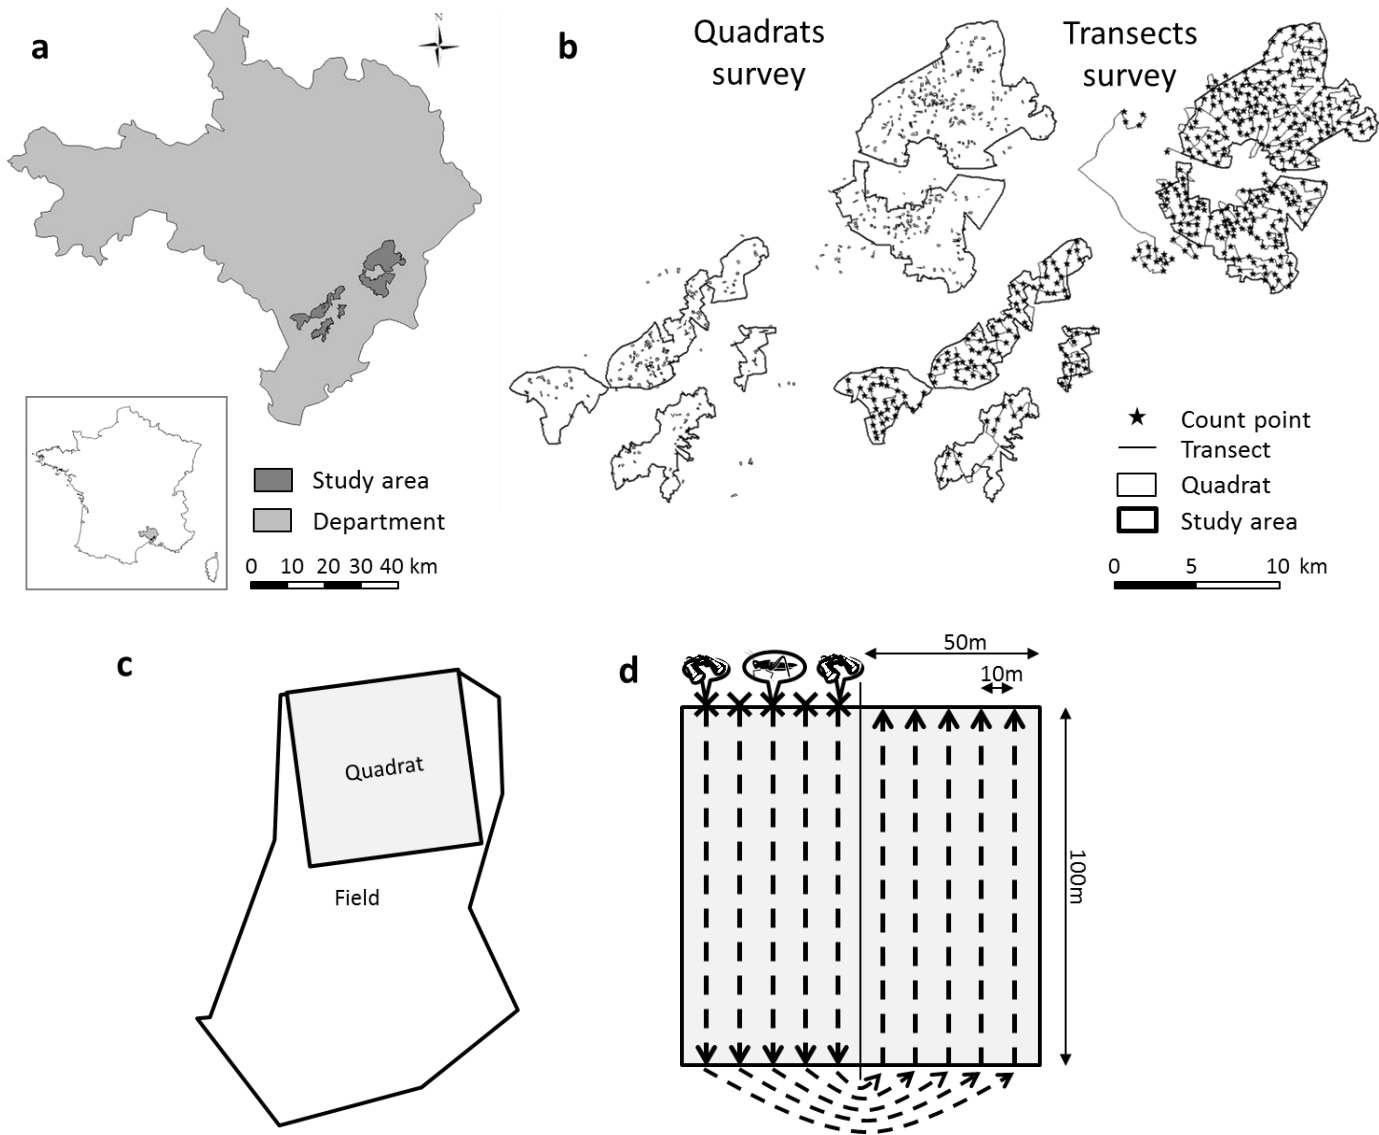 a
N
Study area
Department
0 10 20 30 40 km
b
Quadrats
survey
Transects
survey
Count point
Transect
Quadrat
Study area
0 5 10 km
c
Quadrat
Field
d
50m
10m
100m